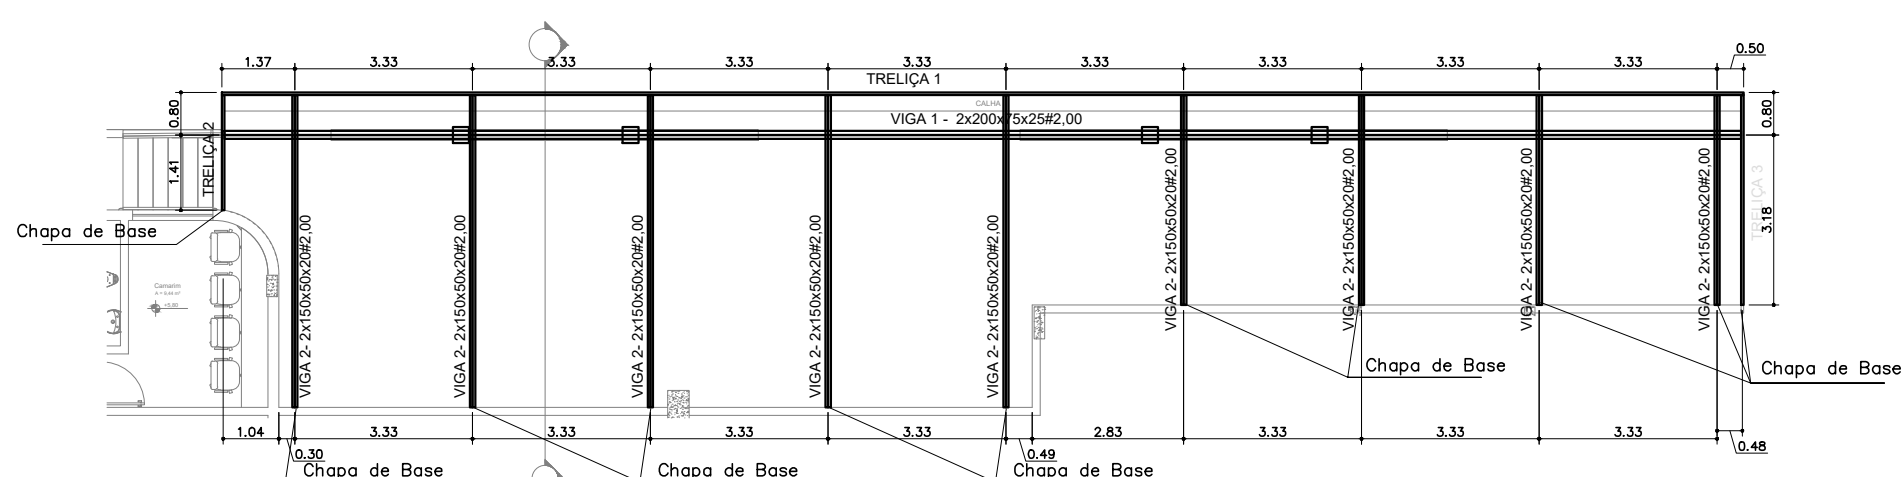 0.50
1.37 3.33 3.33 3.33 3.33 3.33 3.33 3.33 3.33
TRELIÇA 1
CALHA
VIGA 1 - 2x200x75x25#2,00
0.80
0.80
TRELIÇA 2
1.41
TRELIÇA 3
3.18
Chapa de Base
Camarim
+5.80
VIGA 2- 2x150x50x20#2,00
VIGA 2- 2x150x50x20#2,00
VIGA 2- 2x150x50x20#2,00
VIGA 2- 2x150x50x20#2,00
VIGA 2- 2x150x50x20#2,00
VIGA 2- 2x150x50x20#2,00
VIGA 2- 2x150x50x20#2,00
VIGA 2- 2x150x50x20#2,00
VIGA 2- 2x150x50x20#2,00
Chapa de Base
Chapa de Base
1.04 3.33 3.33 3.33 3.33 2.83 3.33 3.33 3.33
0.30
0.49
0.48
Chapa de Base
Chapa de Base
Chapa de Base